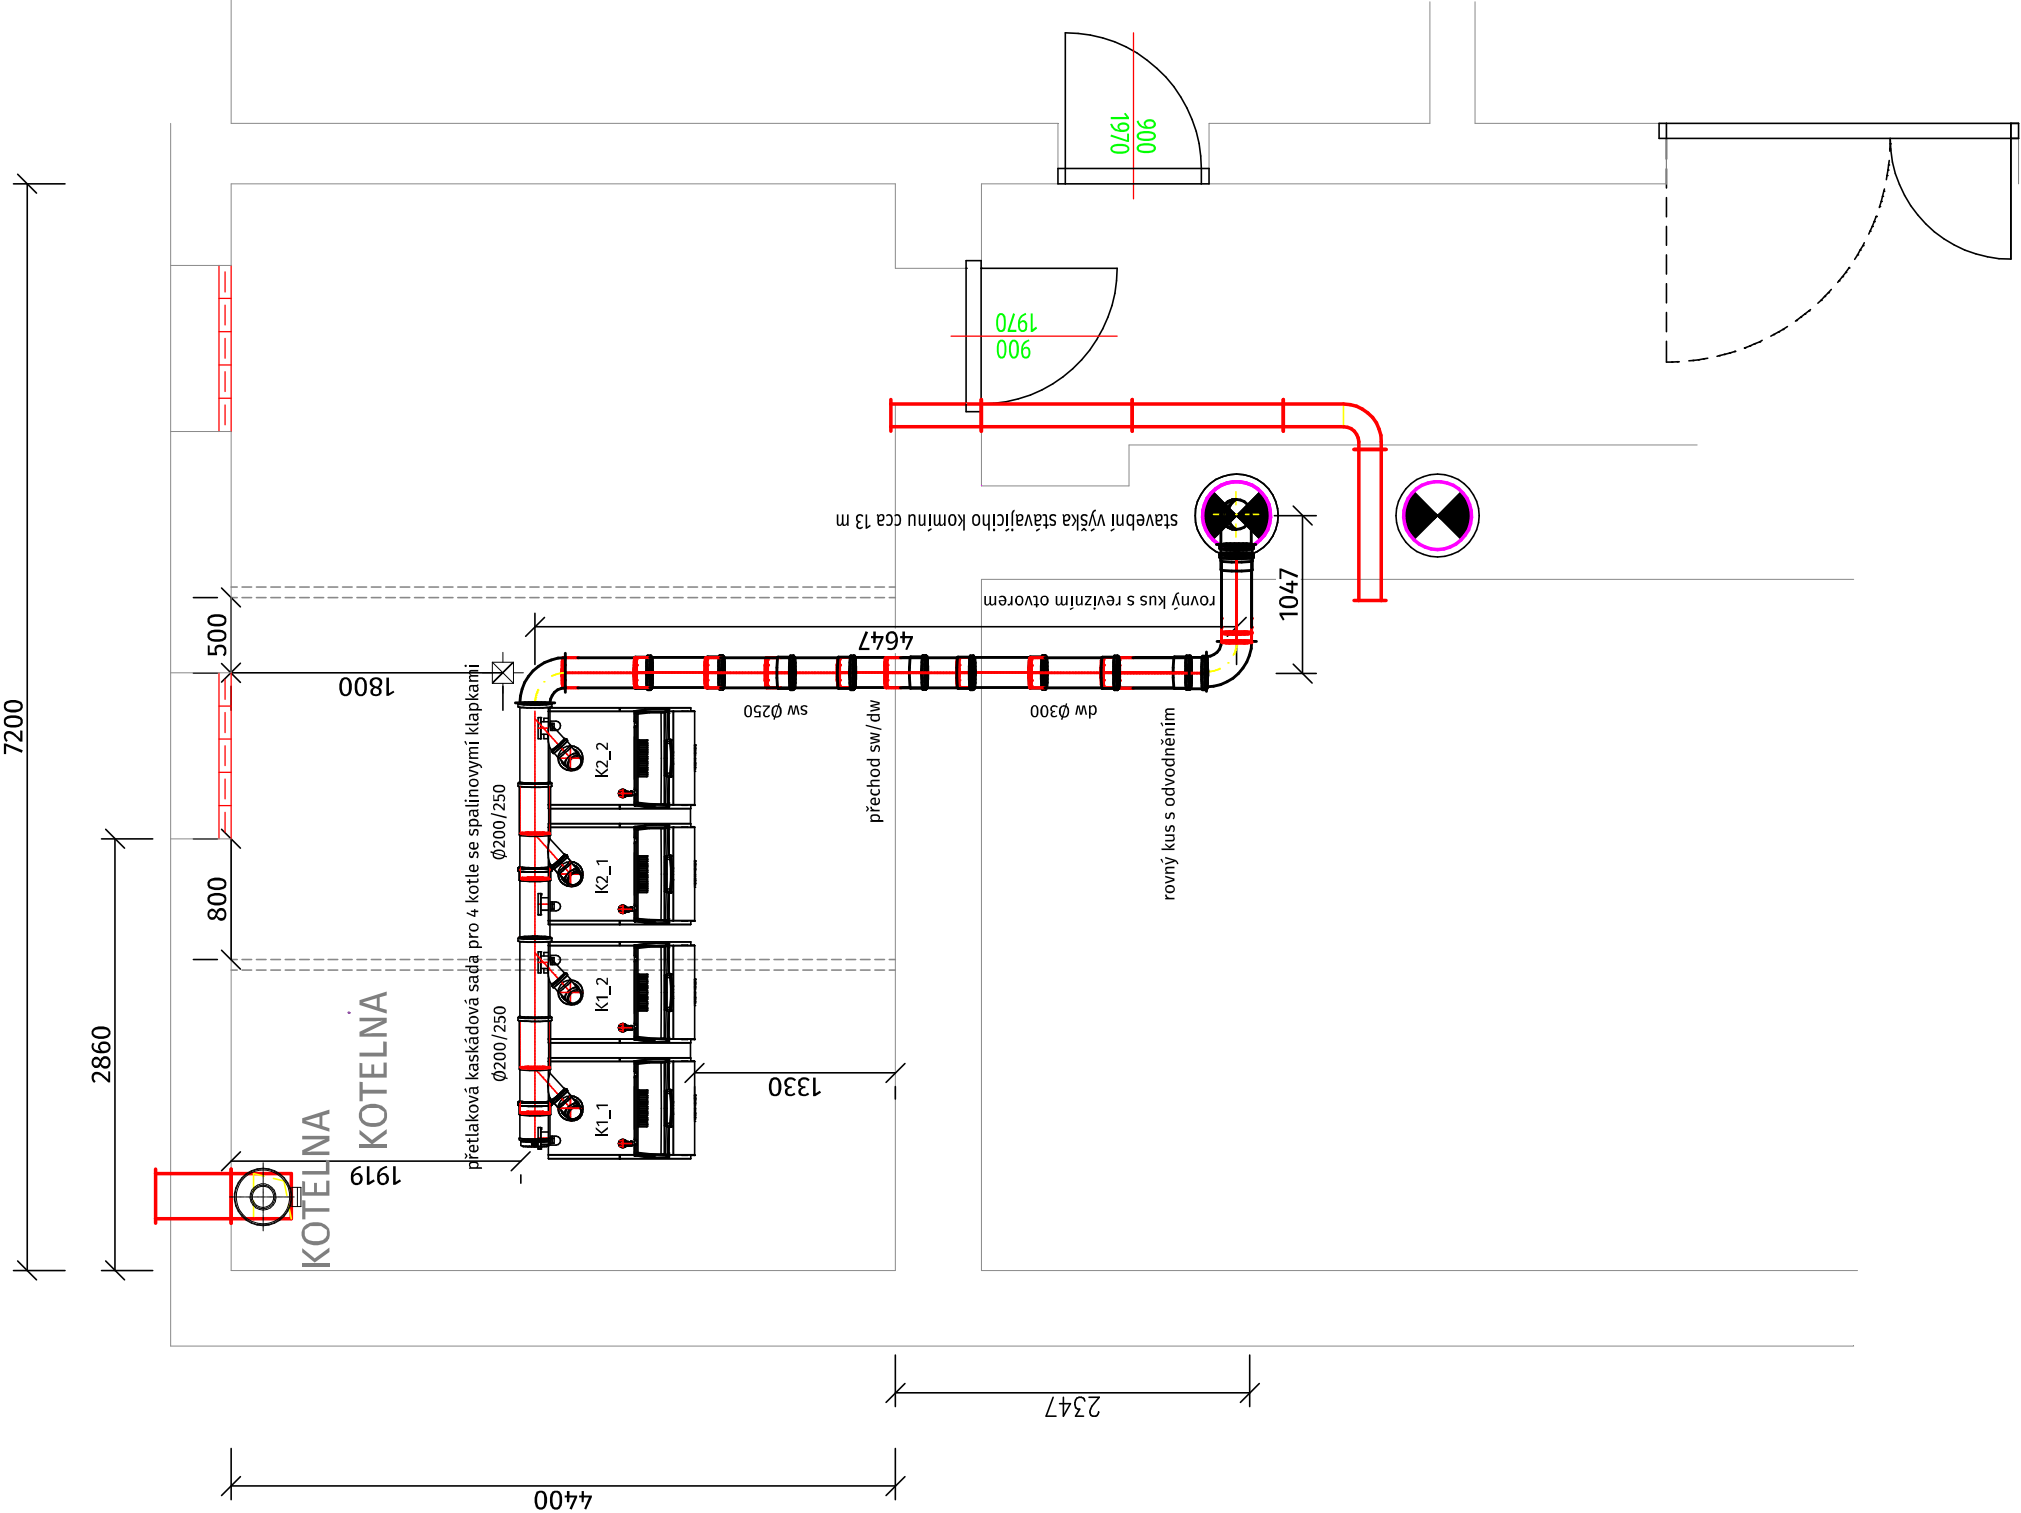 900
1970
1970
900
stavební výška stávajícího komínu cca 13 m
rovný kus s revizním otvorem
1047
4647
500
1800
7200
800
2860
přetlaková kaskádová sada pro 4 kotle se spalinovými klapkami
Ø200/250
Ø200/250
K2_2
K2_1
K1_2
K1_1
sw Ø250
přechod sw/dw
dw Ø300
rovný kus s odvodněním
1330
1919
KOTELNA
KOTELNA
2347
4400